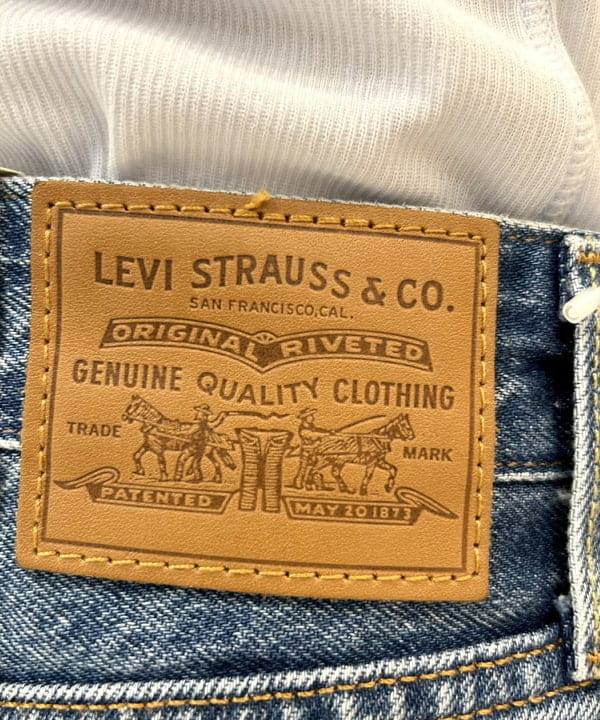 LEVI STRAUSS & CO.
SAN FRANCISCO, CAL.
ORIGINAL RIVETED
GENUINE QUALITY CLOTHING
TRADE MARK
PATENTED MAY 20 1873